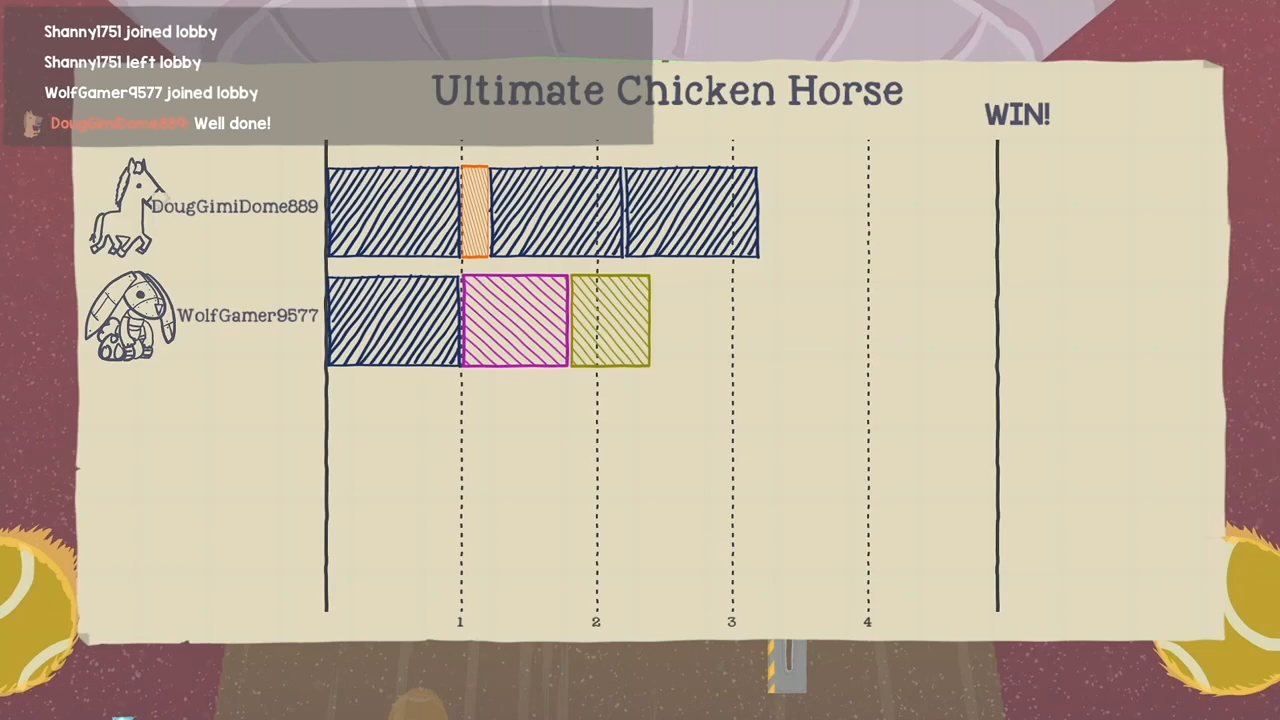 Shanny1751 joined lobby
Shanny1751 left lobby
WolfGamer9577 joined lobby
DougGimiDome889 Well done!
Ultimate Chicken Horse
WIN!
DougGimiDome889
WolfGamer9577
1 2 3 4